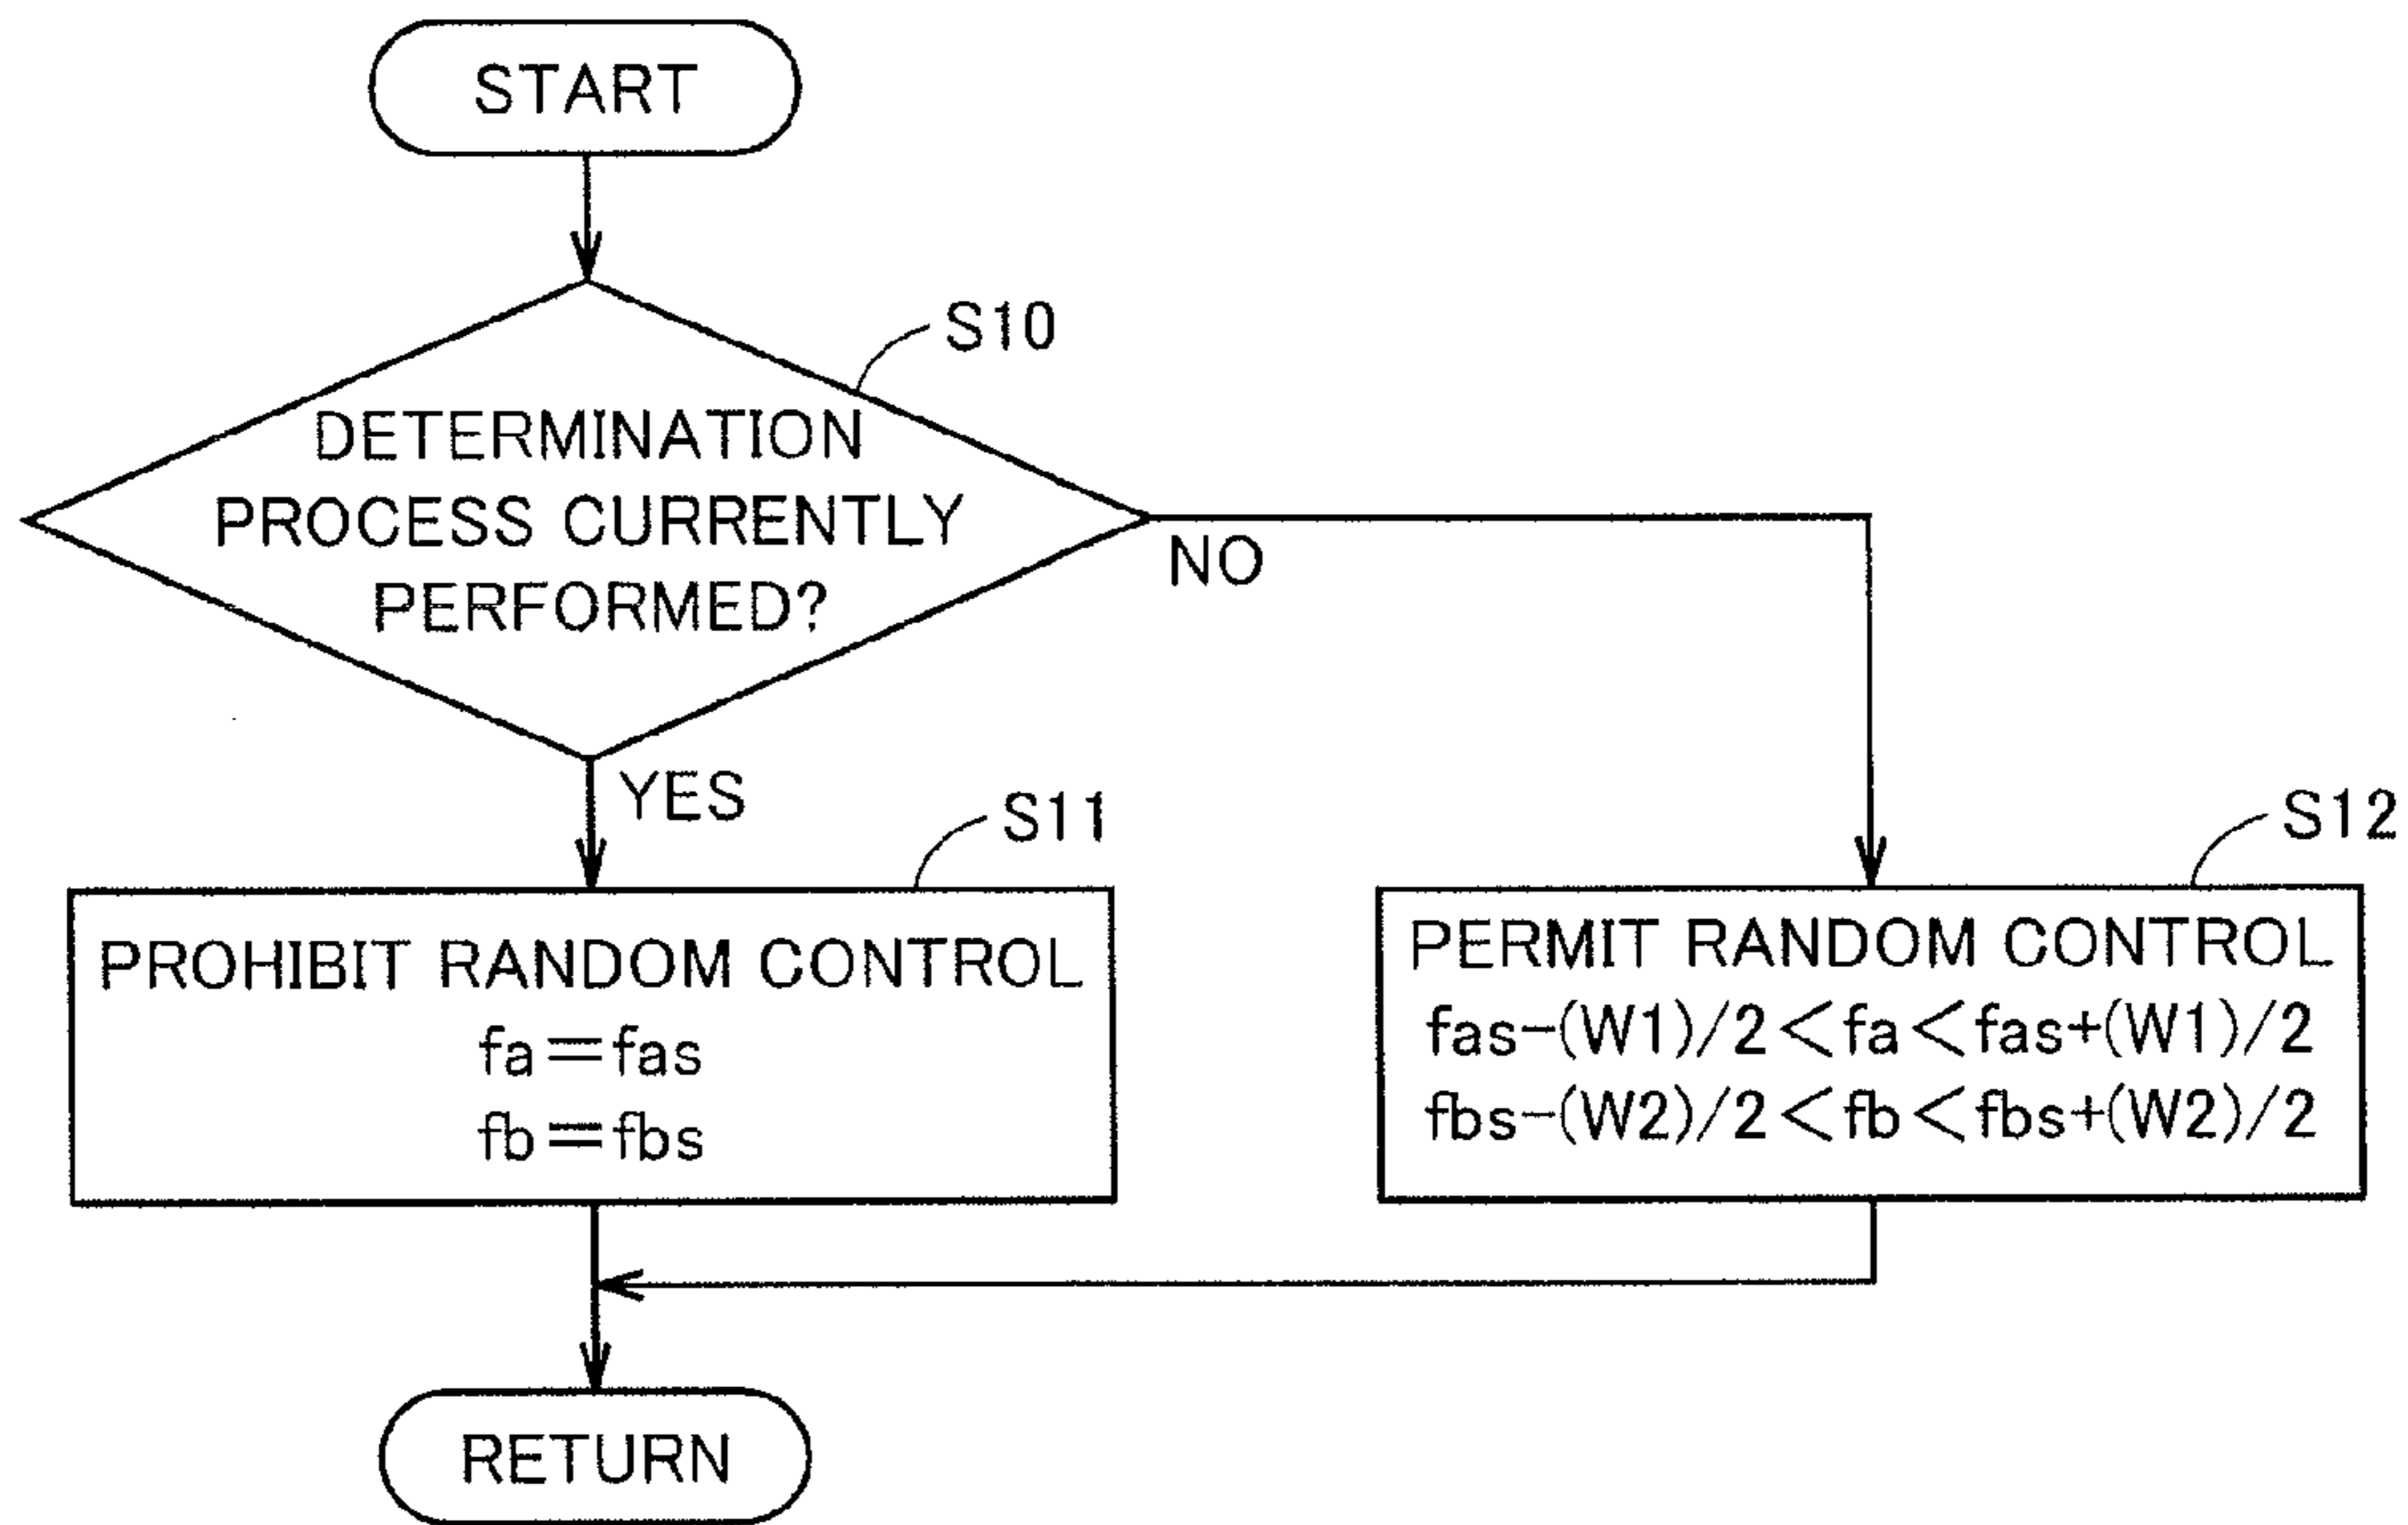 START
S10
DETERMINATION
PROCESS CURRENTLY
PERFORMED?
NO
YES
S11
PROHIBIT RANDOM CONTROL
fa=fas
fb=fbs
S12
PERMIT RANDOM CONTROL
fas-(W1)/2<fa<fas+(W1)/2
fbs-(W2)/2<fb<fbs+(W2)/2
RETURN